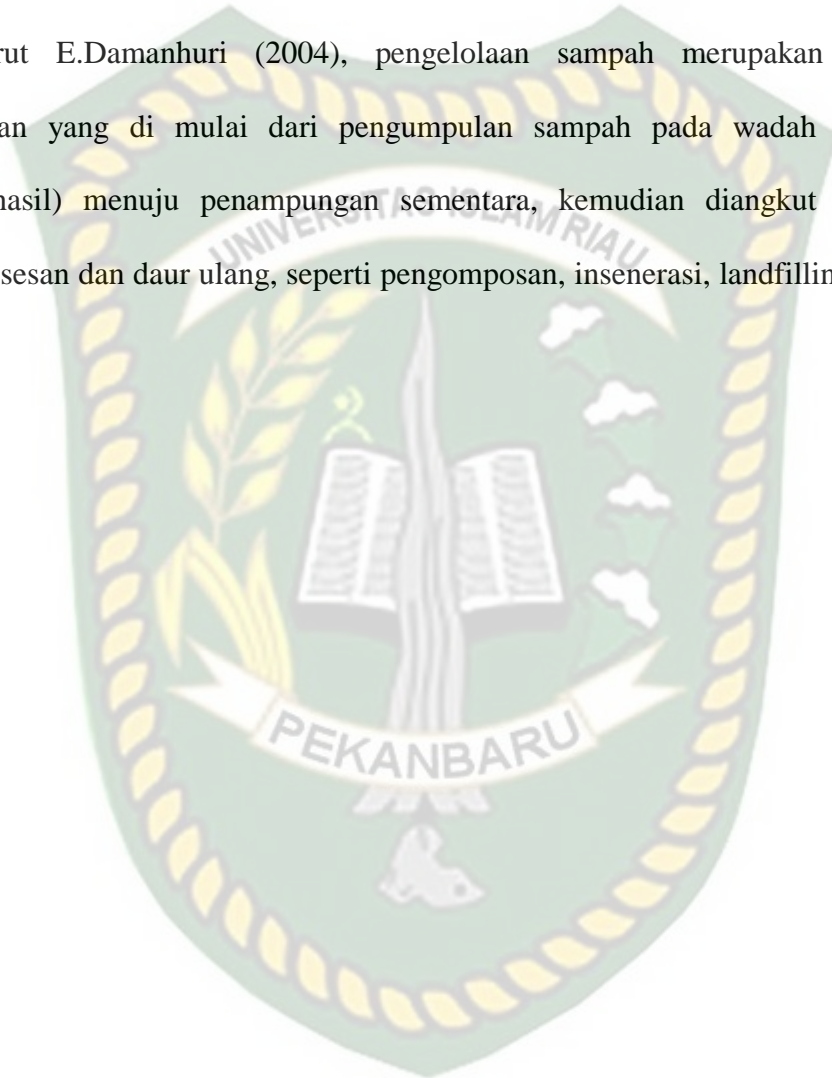 rut E.Damanhuri (2004), pengelolaan sampah merupakan
an yang di mulai dari pengumpulan sampah pada wadah
hasil) menuju penampungan sementara, kemudian diangkut
sesan dan daur ulang, seperti pengomposan, insenerasi, landfillin
UNIVERSITAS ISLAM RIAU
PEKANBARU